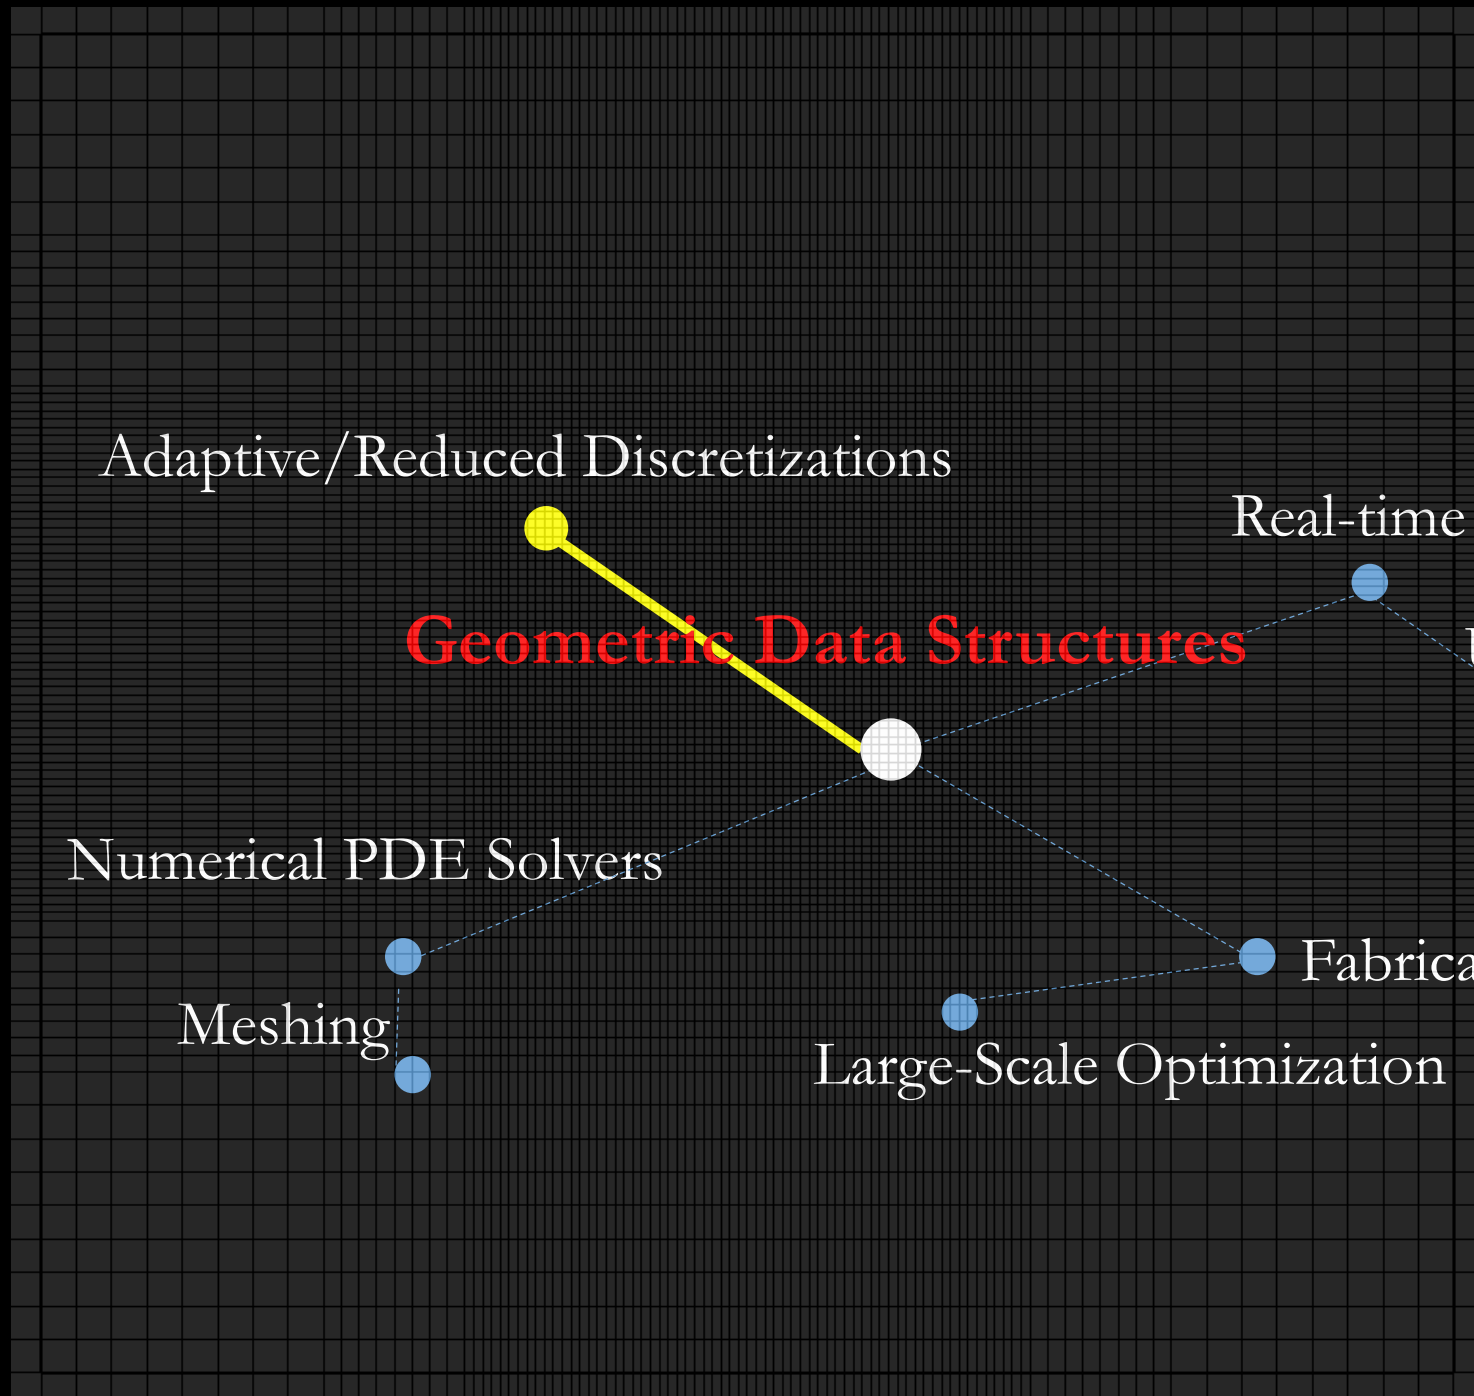 Adaptive/Reduced Discretizations
Real-time
Geometric Data Structures
Numerical PDE Solvers
Fabrica
Meshing
Large-Scale Optimization